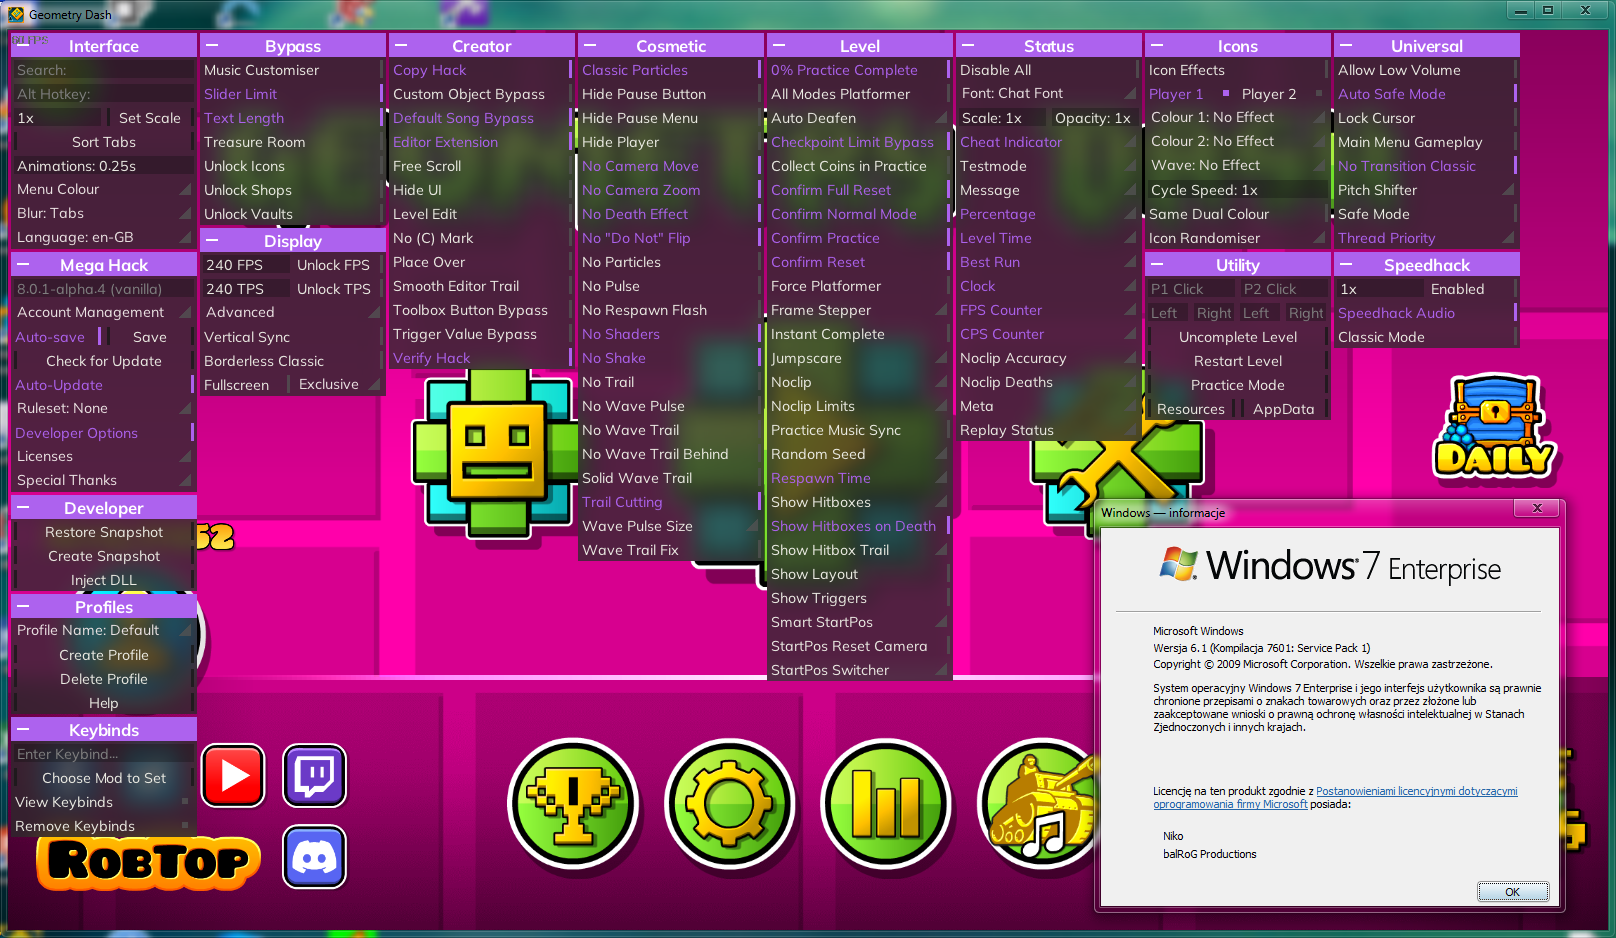 Geometry Dash
Interface
Search:
Alt Hotkey:
1x
Set Scale
Sort Tabs
Animations: 0.25s
Menu Colour
Blur: Tabs
Language: en-GB
Mega Hack
8.0.1-alpha.4 (vanilla)
Account Management
Auto-save
Save
Check for Update
Auto-Update
Ruleset: None
Developer Options
Licenses
Special Thanks
Developer
Restore Snapshot
Create Snapshot
Inject DLL
Profiles
Profile Name: Default
Create Profile
Delete Profile
Help
Keybinds
Enter Keybind...
Choose Mod to Set
View Keybinds
Remove Keybinds
Bypass
Music Customiser
Slider Limit
Text Length
Treasure Room
Unlock Icons
Unlock Shops
Unlock Vaults
Display
240 FPS
Unlock FPS
240 TPS
Unlock TPS
Advanced
Vertical Sync
Borderless Classic
Fullscreen
Exclusive
Creator
Copy Hack
Custom Object Bypass
Default Song Bypass
Editor Extension
Free Scroll
Hide UI
Level Edit
No (C) Mark
Place Over
Smooth Editor Trail
Toolbox Button Bypass
Trigger Value Bypass
Verify Hack
Cosmetic
Classic Particles
Hide Pause Button
Hide Pause Menu
Hide Player
No Camera Move
No Camera Zoom
No Death Effect
No "Do Not" Flip
No Particles
No Pulse
No Respawn Flash
No Shaders
No Shake
No Trail
No Wave Pulse
No Wave Trail
No Wave Trail Behind
Solid Wave Trail
Trail Cutting
Wave Pulse Size
Wave Trail Fix
Level
0% Practice Complete
All Modes Platformer
Auto Deafen
Checkpoint Limit Bypass
Collect Coins in Practice
Confirm Full Reset
Confirm Normal Mode
Confirm Practice
Confirm Reset
Force Platformer
Frame Stepper
Instant Complete
Jumpscare
Noclip
Noclip Limits
Practice Music Sync
Random Seed
Respawn Time
Show Hitboxes
Show Hitboxes on Death
Show Hitbox Trail
Show Layout
Show Triggers
Smart StartPos
StartPos Reset Camera
StartPos Switcher
Status
Disable All
Font: Chat Font
Scale: 1x
Opacity: 1x
Cheat Indicator
Testmode
Message
Percentage
Level Time
Best Run
Clock
FPS Counter
CPS Counter
Noclip Accuracy
Noclip Deaths
Meta
Replay Status
Icons
Icon Effects
Player 1
Player 2
Colour 1: No Effect
Colour 2: No Effect
Wave: No Effect
Cycle Speed: 1x
Same Dual Colour
Icon Randomiser
Utility
P1 Click
P2 Click
Left
Right
Left
Right
Uncomplete Level
Restart Level
Practice Mode
Resources
AppData
Universal
Allow Low Volume
Auto Safe Mode
Lock Cursor
Main Menu Gameplay
No Transition Classic
Pitch Shifter
Safe Mode
Thread Priority
Speedhack
1x
Enabled
Speedhack Audio
Classic Mode
52
DAILY
ROBTOP
Windows — informacje
Windows 7 Enterprise
Microsoft Windows
Wersja 6.1 (Kompilacja 7601: Service Pack 1)
Copyright © 2009 Microsoft Corporation. Wszelkie prawa zastrzeżone.
System operacyjny Windows 7 Enterprise i jego interfejs użytkownika są prawnie
chronione przepisami o znakach towarowych oraz przez złożone lub
zaakceptowane wnioski o prawną ochronę własności intelektualnej w Stanach
Zjednoczonych i innych krajach.
Licencję na ten produkt zgodnie z Postanowieniami licencyjnymi dotyczącymi
oprogramowania firmy Microsoft posiada:
Niko
balRoG Productions
OK